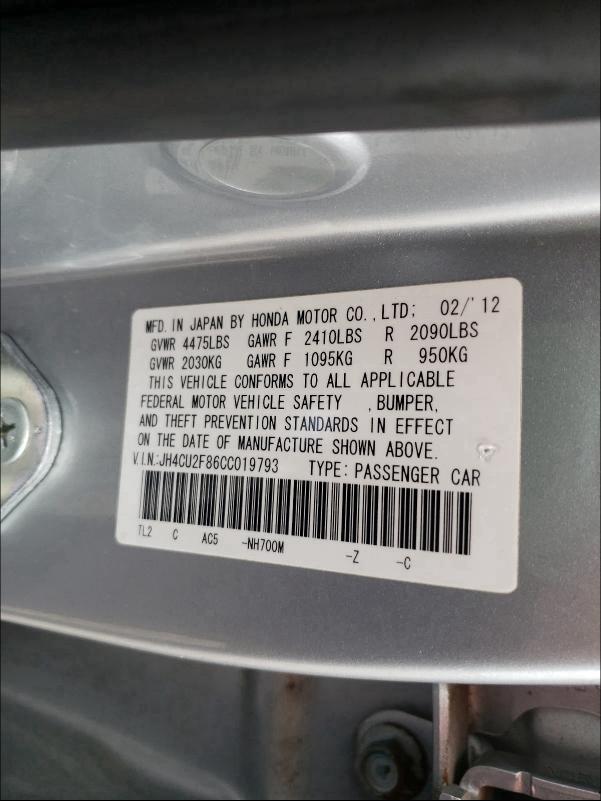 MFD. IN JAPAN BY HONDA MOTOR CO.,LTD; 02/'12
GVWR 4475LBS GAWR F 2410LBS R 2090LBS
GVWR 2030KG GAWR F 1095KG R 950KG
THIS VEHICLE CONFORMS TO ALL APPLICABLE
FEDERAL MOTOR VEHICLE SAFETY ,BUMPER,
AND THEFT PREVENTION STANDARDS IN EFFECT
ON THE DATE OF MANUFACTURE SHOWN ABOVE.
V.I.N:JH4CU2F86CC019793 TYPE: PASSENGER CAR
TL2 C AC5 -NH700M -Z -C